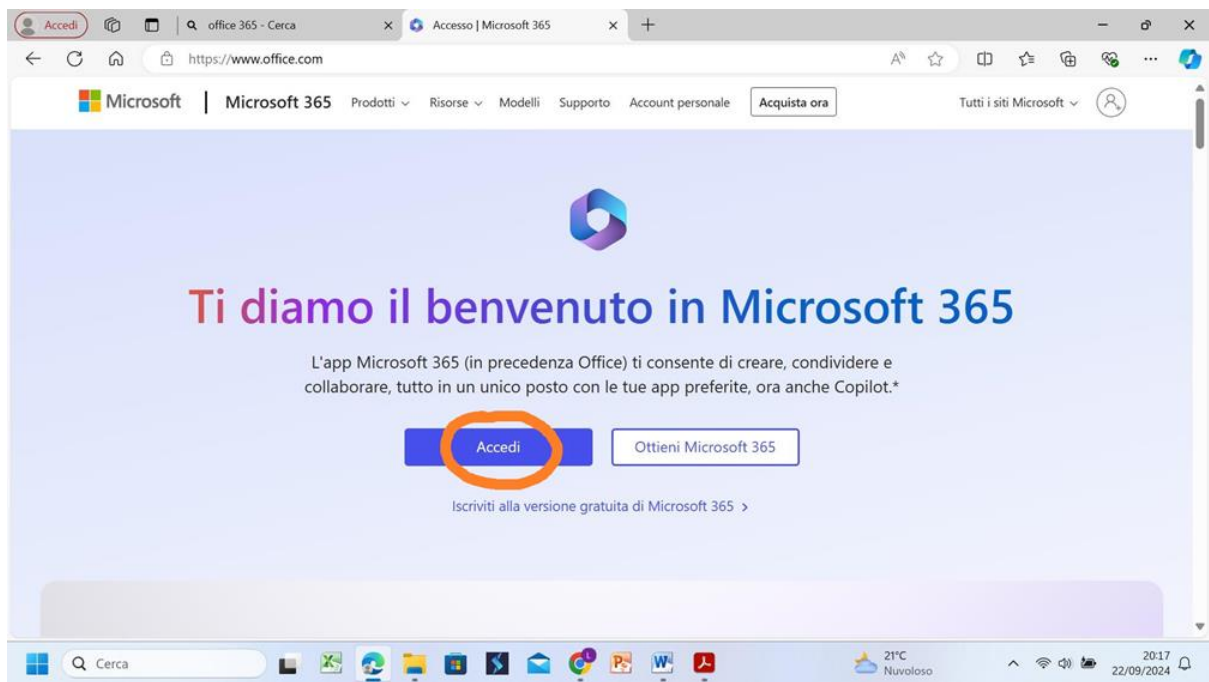 Accedi
office 365 - Cerca
Accesso | Microsoft 365
https://www.office.com
Microsoft
Microsoft 365
Prodotti
Risorse
Modelli
Supporto
Account personale
Acquista ora
Tutti i siti Microsoft
Ti diamo il benvenuto in Microsoft 365
L'app Microsoft 365 (in precedenza Office) ti consente di creare, condividere e
collaborare, tutto in un unico posto con le tue app preferite, ora anche Copilot.*
Accedi
Ottieni Microsoft 365
Iscriviti alla versione gratuita di Microsoft 365
Cerca
21°C
Nuvoloso
20:17
22/09/2024